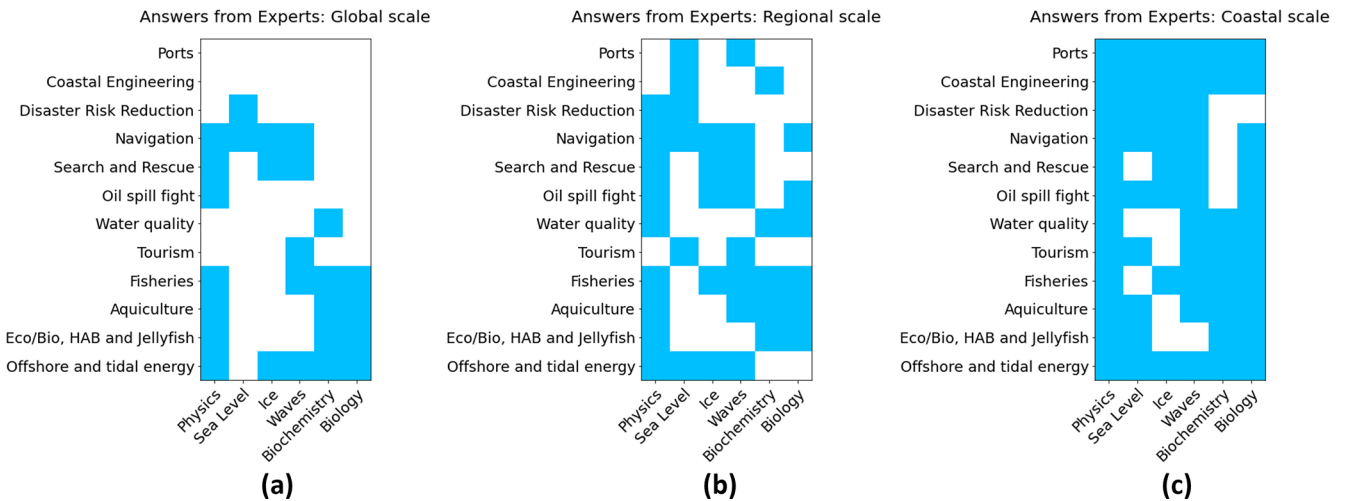 Answers from Experts: Global scale
Ports
Coastal Engineering
Disaster Risk Reduction
Navigation
Search and Rescue
Oil spill fight
Water quality
Tourism
Fisheries
Aquiculture
Eco/Bio, HAB and Jellyfish
Offshore and tidal energy
Physics
Sea Level
Ice
Waves
Biochemistry
Biology
(a)
Answers from Experts: Regional scale
Ports
Coastal Engineering
Disaster Risk Reduction
Navigation
Search and Rescue
Oil spill fight
Water quality
Tourism
Fisheries
Aquiculture
Eco/Bio, HAB and Jellyfish
Offshore and tidal energy
Physics
Sea Level
Ice
Waves
Biochemistry
Biology
(b)
Answers from Experts: Coastal scale
Ports
Coastal Engineering
Disaster Risk Reduction
Navigation
Search and Rescue
Oil spill fight
Water quality
Tourism
Fisheries
Aquiculture
Eco/Bio, HAB and Jellyfish
Offshore and tidal energy
Physics
Sea Level
Ice
Waves
Biochemistry
Biology
(c)